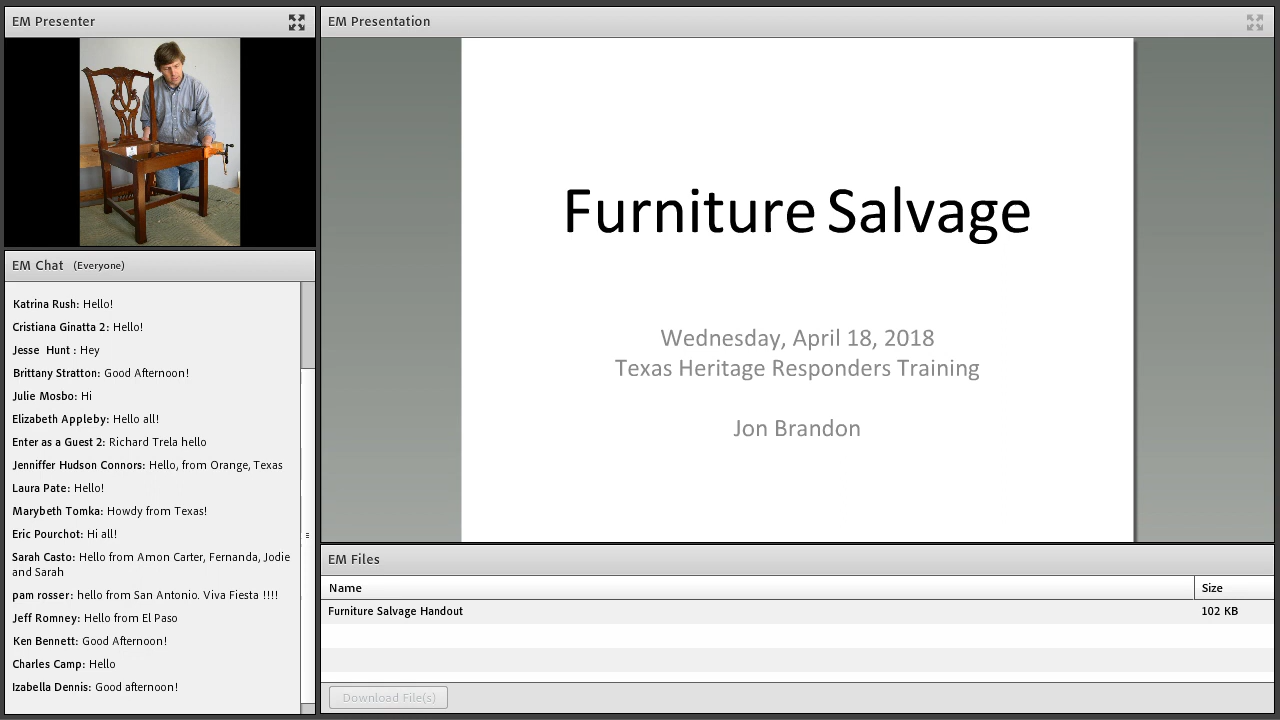 EM Presenter
EM Chat (Everyone)
Katrina Rush: Hello!
Cristiana Ginatta 2: Hello!
Jesse Hunt : Hey
Brittany Stratton: Good Afternoon!
Julie Mosbo: Hi
Elizabeth Appleby: Hello all!
Enter as a Guest 2: Richard Trela hello
Jenniffer Hudson Connors: Hello, from Orange, Texas
Laura Pate: Hello!
Marybeth Tomka: Howdy from Texas!
Eric Pourchot: Hi all!
Sarah Casto: Hello from Amon Carter, Fernanda, Jodie
and Sarah
pam rosser: hello from San Antonio. Viva Fiesta !!!!
Jeff Romney: Hello from El Paso
Ken Bennett: Good Afternoon!
Charles Camp: Hello
Izabella Dennis: Good afternoon!
EM Presentation
Furniture Salvage
Wednesday, April 18, 2018
Texas Heritage Responders Training
Jon Brandon
EM Files
Name Size
Furniture Salvage Handout 102 KB
Download File(s)